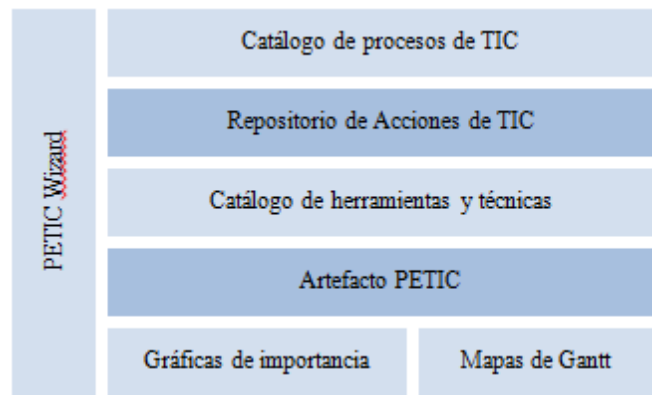 PETIC Wizard
Catálogo de procesos de TIC
Repositorio de Acciones de TIC
Catálogo de herramientas y técnicas
Artefacto PETIC
Gráficas de importancia
Mapas de Gantt